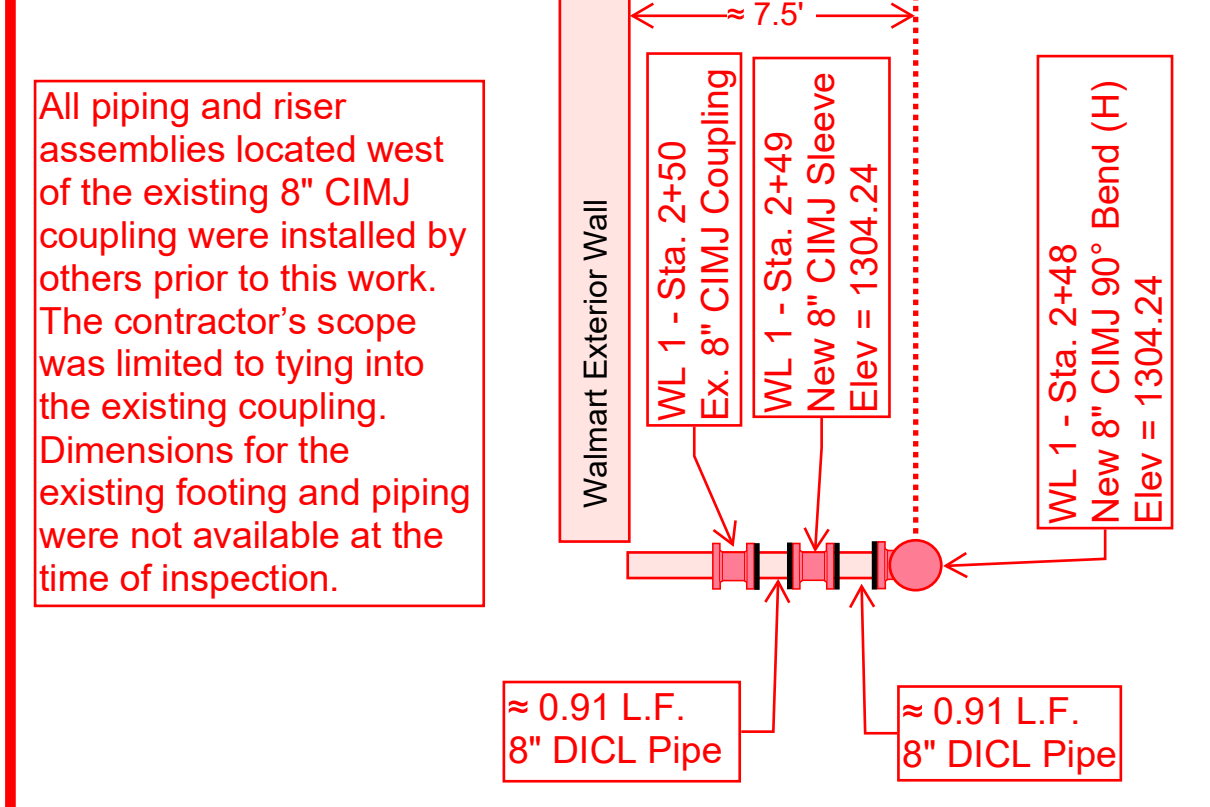 ≈ 7.5'
All piping and riser
assemblies located west
of the existing 8" CIMJ
coupling were installed by
others prior to this work.
The contractor’s scope
was limited to tying into
the existing coupling.
Dimensions for the
existing footing and piping
were not available at the
time of inspection.
Walmart Exterior Wall
WL 1 - Sta. 2+50
Ex. 8" CIMJ Coupling
WL 1 - Sta. 2+49
New 8" CIMJ Sleeve
Elev = 1304.24
WL 1 - Sta. 2+48
New 8" CIMJ 90° Bend (H)
Elev = 1304.24
≈ 0.91 L.F.
8" DICL Pipe
≈ 0.91 L.F.
8" DICL Pipe